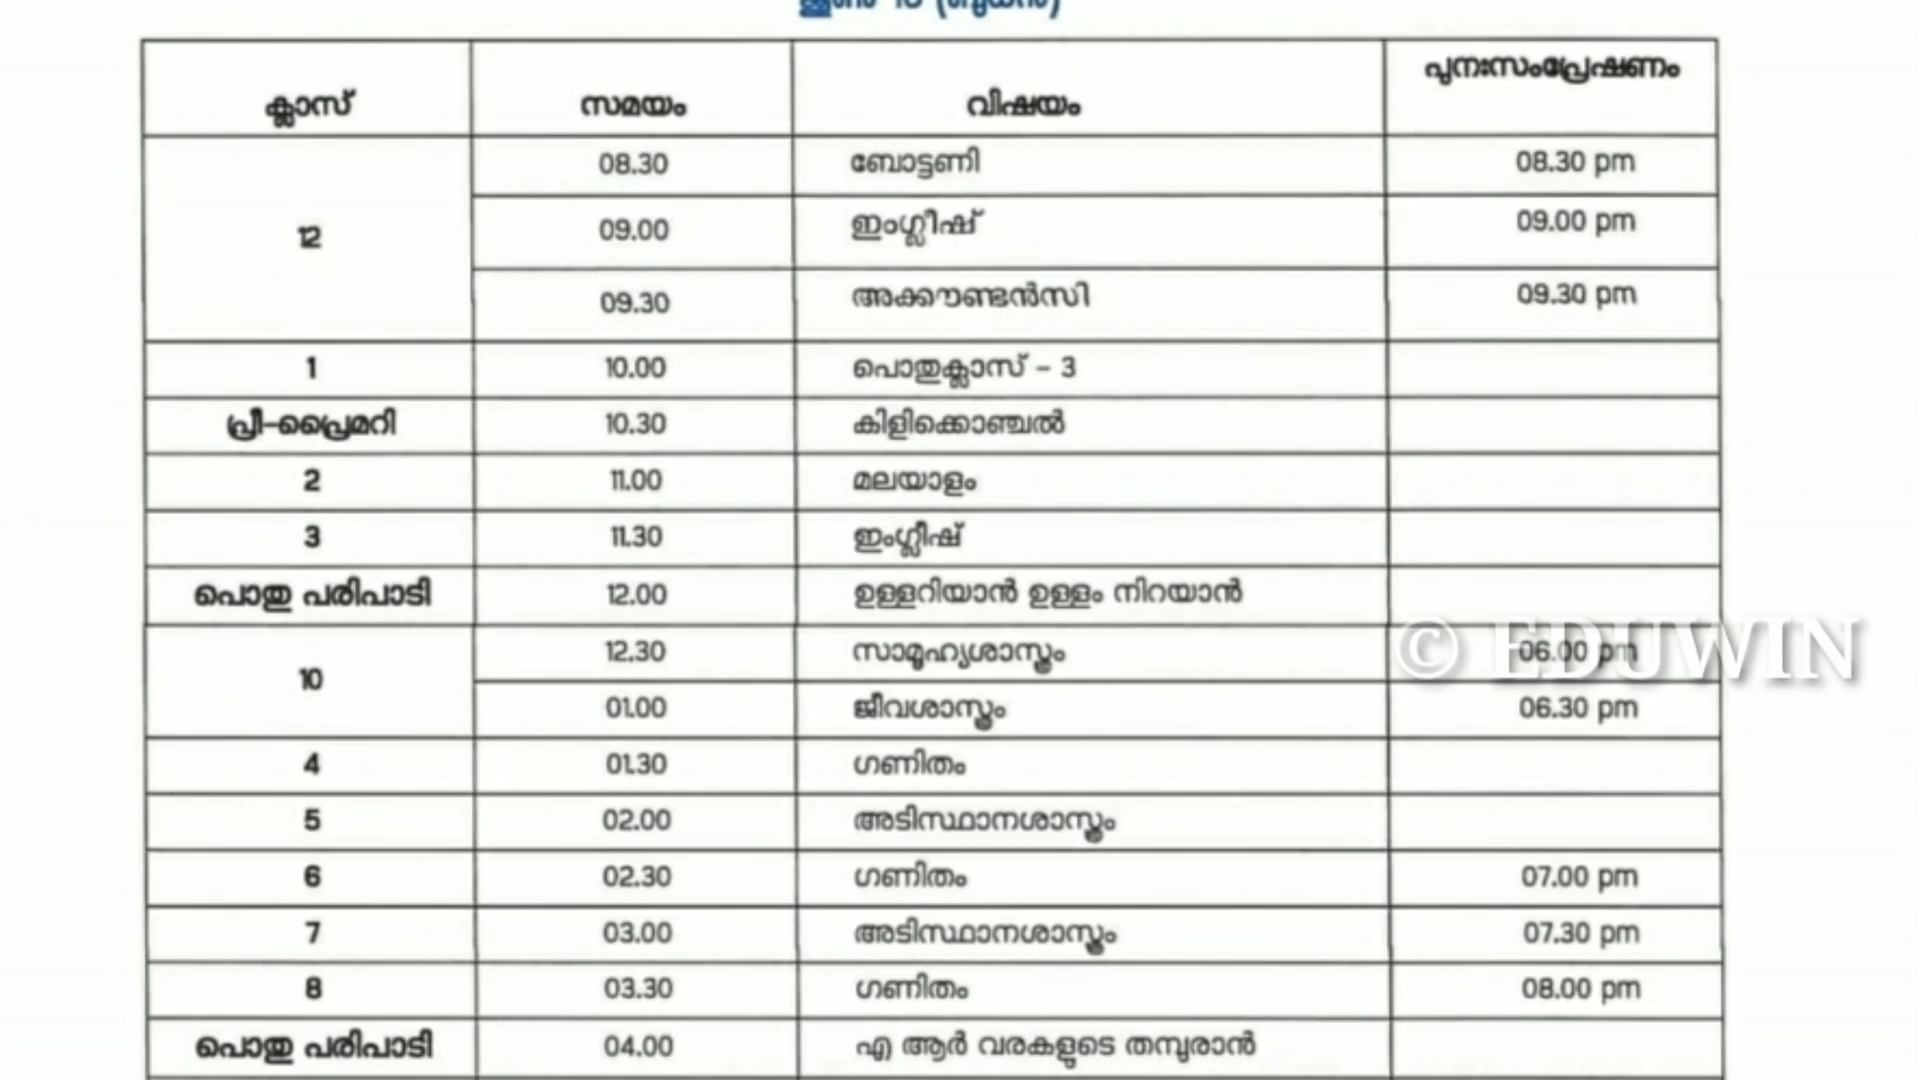 ക്ലാസ് സമയം വിഷയം പുനഃസംപ്രേഷണം
12 08.30 ബോട്ടണി 08.30 pm
09.00 ഇംഗ്ലീഷ് 09.00 pm
09.30 അക്കൗണ്ടൻസി 09.30 pm
1 10.00 പൊതുക്ലാസ് – 3
പ്രീ-പ്രൈമറി 10.30 കിളിക്കൊഞ്ചൽ
2 11.00 മലയാളം
3 11.30 ഇംഗ്ലീഷ്
പൊതു പരിപാടി 12.00 ഉള്ളറിയാൻ ഉള്ളം നിറയാൻ
10 12.30 സാമൂഹ്യശാസ്ത്രം 06.00 pm
01.00 ജീവശാസ്ത്രം 06.30 pm
4 01.30 ഗണിതം
5 02.00 അടിസ്ഥാനശാസ്ത്രം
6 02.30 ഗണിതം 07.00 pm
7 03.00 അടിസ്ഥാനശാസ്ത്രം 07.30 pm
8 03.30 ഗണിതം 08.00 pm
പൊതു പരിപാടി 04.00 എ ആർ വരകളുടെ തമ്പുരാൻ
© EDUWIN